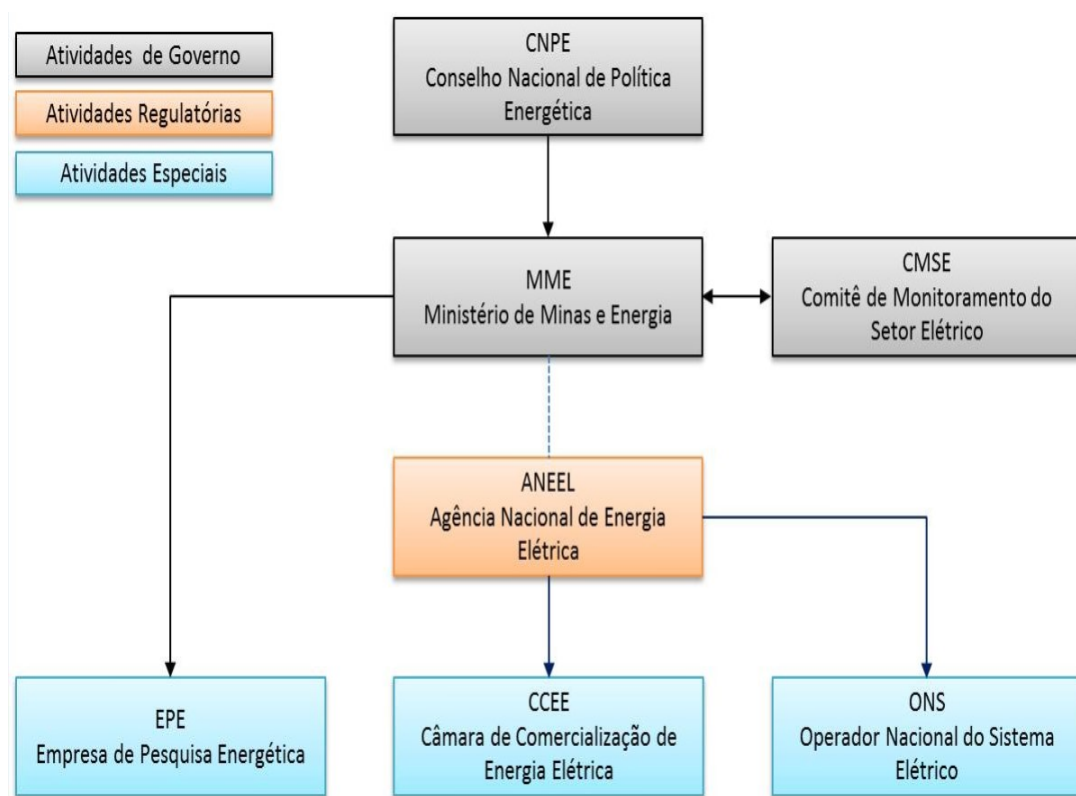 Atividades de Governo
Atividades Regulatórias
Atividades Especiais
CNPE
Conselho Nacional de Política
Energética
MME
Ministério de Minas e Energia
CMSE
Comitê de Monitoramento do
Setor Elétrico
ANEEL
Agência Nacional de Energia
Elétrica
EPE
Empresa de Pesquisa Energética
CCEE
Câmara de Comercialização de
Energia Elétrica
ONS
Operador Nacional do Sistema
Elétrico